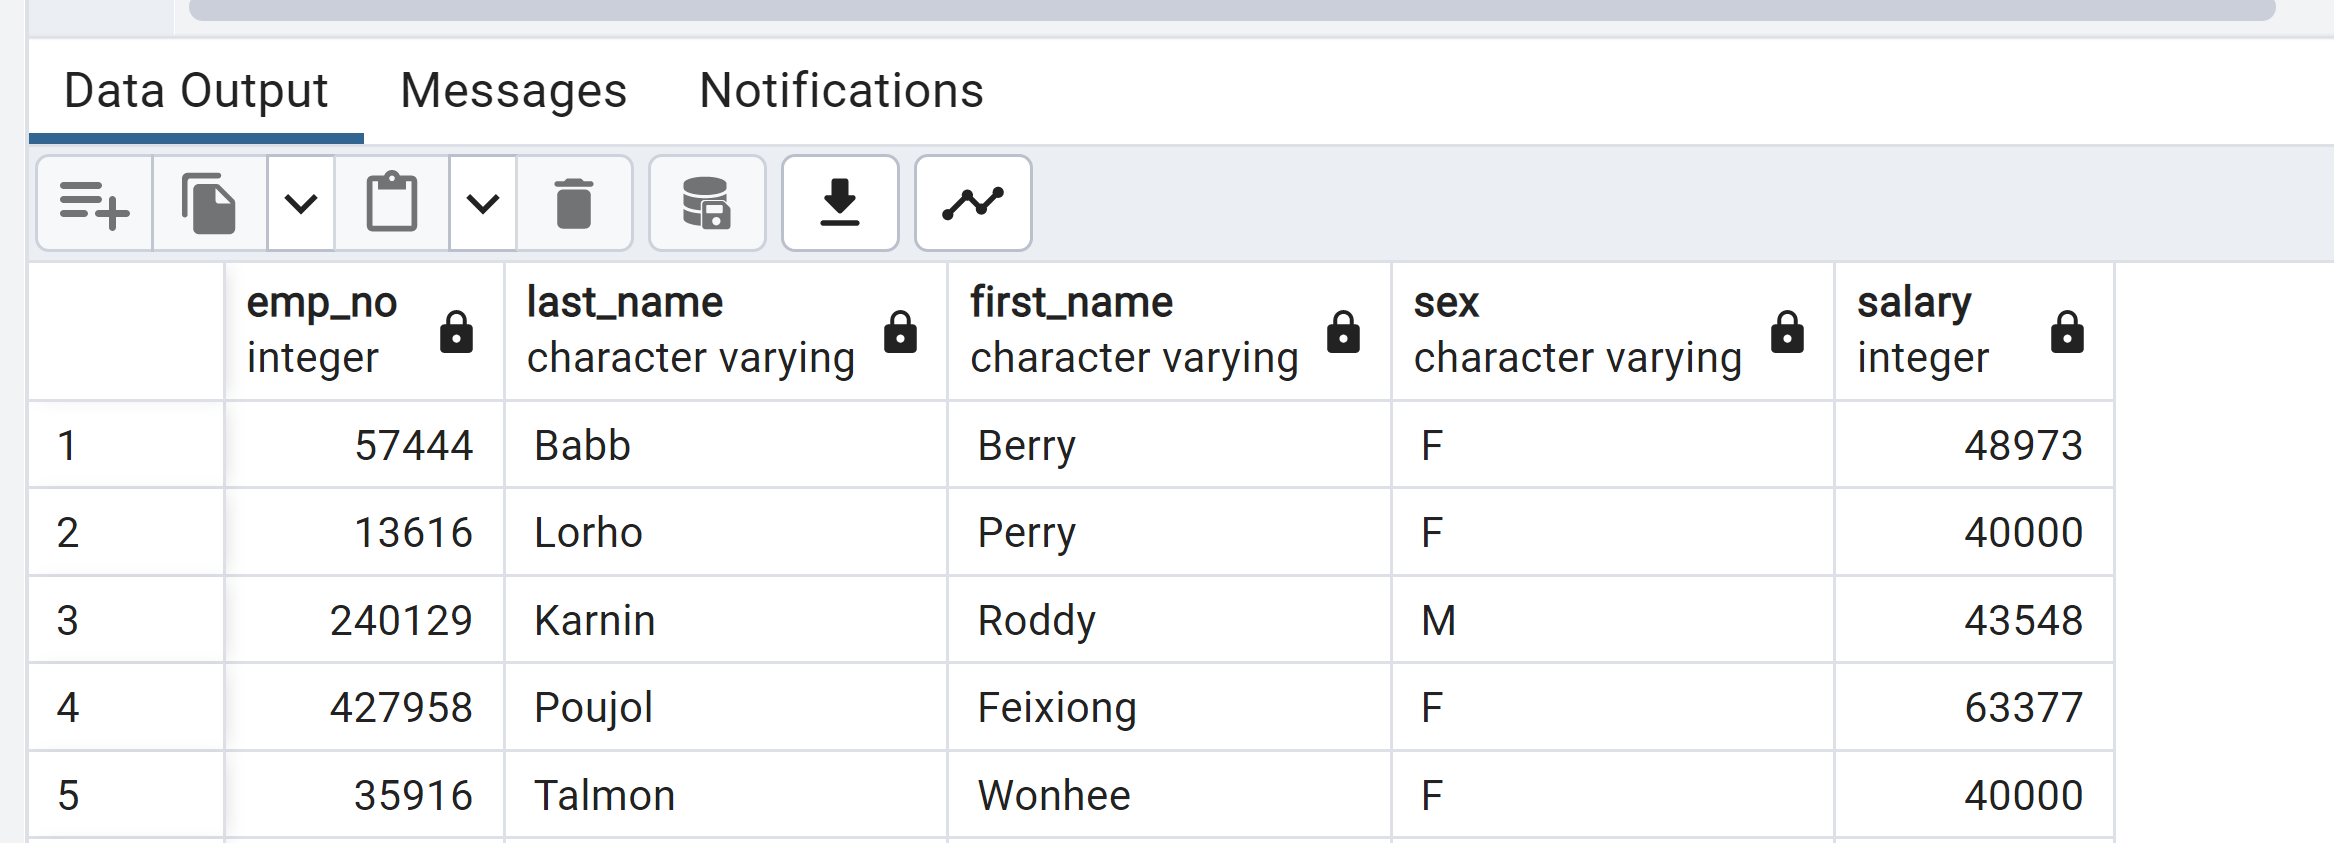 Data Output Messages Notifications
emp_no last_name first_name sex salary
integer character varying character varying character varying integer
1 57444 Babb Berry F 48973
2 13616 Lorho Perry F 40000
3 240129 Karnin Roddy M 43548
4 427958 Poujol Feixiong F 63377
5 35916 Talmon Wonhee F 40000